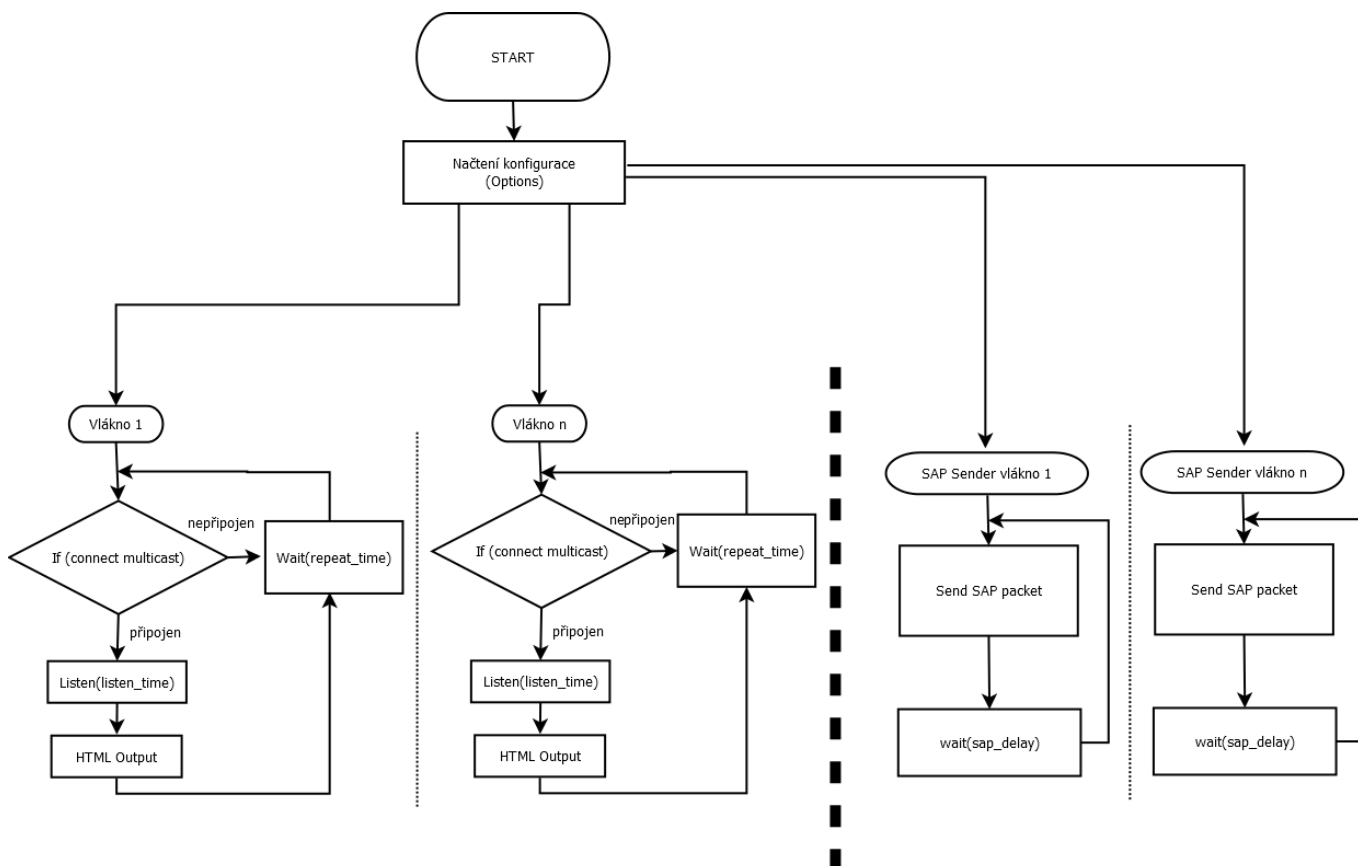 START
Načtení konfigurace
(Options)
Vlákno 1
nepřipojen
If (connect multicast)
Wait(repeat_time)
připojen
Listen(listen_time)
HTML Output
Vlákno n
nepřipojen
If (connect multicast)
Wait(repeat_time)
připojen
Listen(listen_time)
HTML Output
SAP Sender vlákno 1
Send SAP packet
wait(sap_delay)
SAP Sender vlákno n
Send SAP packet
wait(sap_delay)